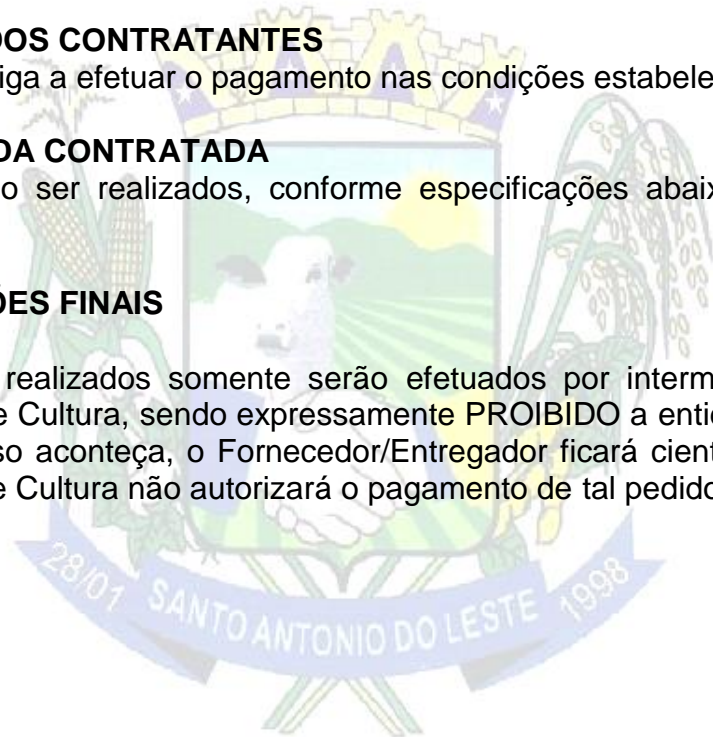 DOS CONTRATANTES
iga a efetuar o pagamento nas condições estabele
DA CONTRATADA
o ser realizados, conforme especificações abaix
ÕES FINAIS
realizados somente serão efetuados por interm
e Cultura, sendo expressamente PROIBIDO a entid
so aconteça, o Fornecedor/Entregador ficará cient
e Cultura não autorizará o pagamento de tal pedido
28/01 SANTO ANTONIO DO LESTE 1998